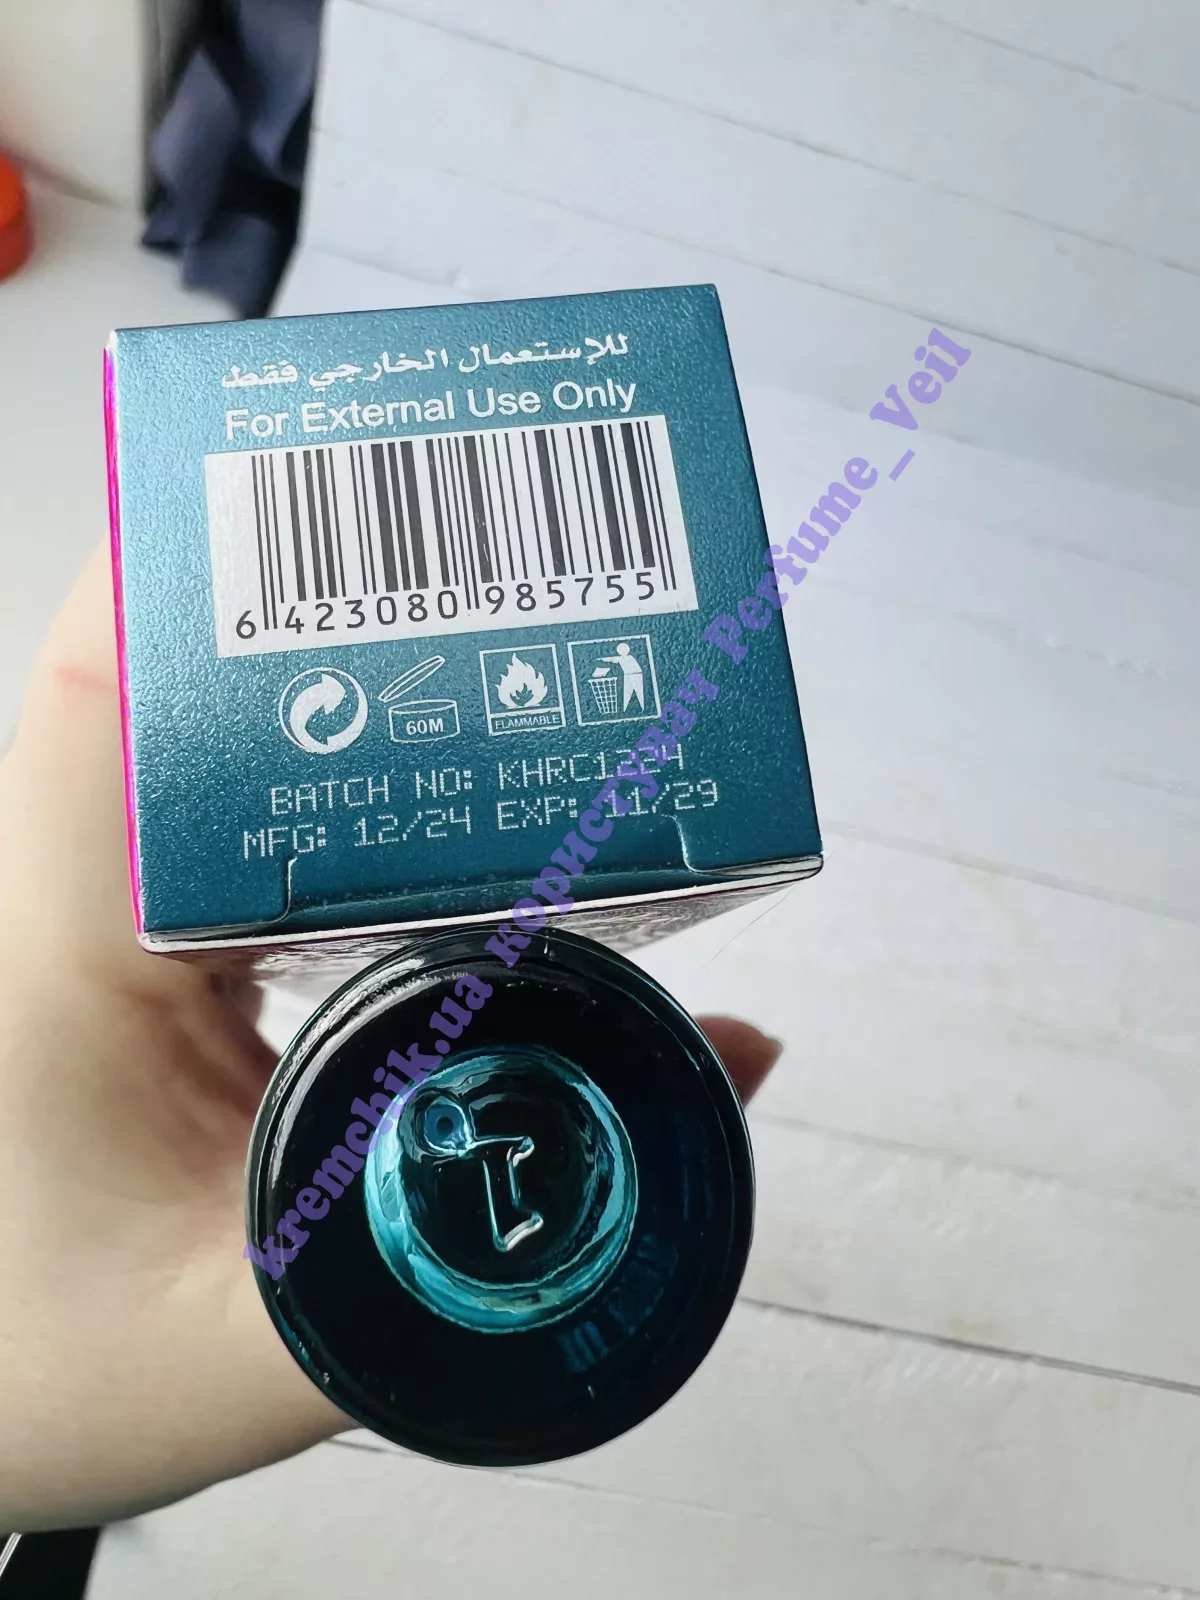 للإستعمال الخارجي فقط
For External Use Only
6 423080 985755
60M
FLAMMABLE
BATCH NO: KHRC1224
MFG: 12/24 EXP: 11/29
kremchik.ua користувач Perfume_Veil